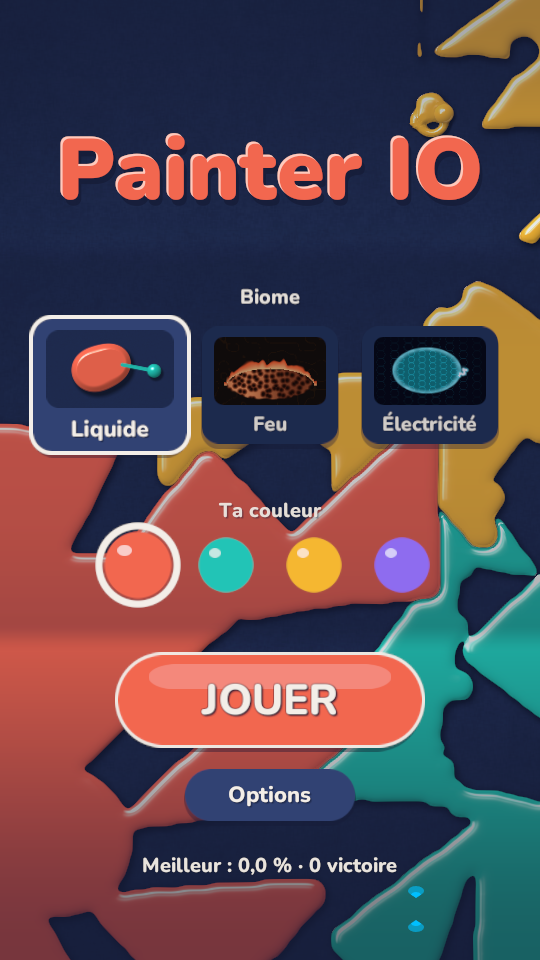 Painter IO
Biome
Liquide
Feu
Électricité
Ta couleur
JOUER
Options
Meilleur : 0,0 % · 0 victoire